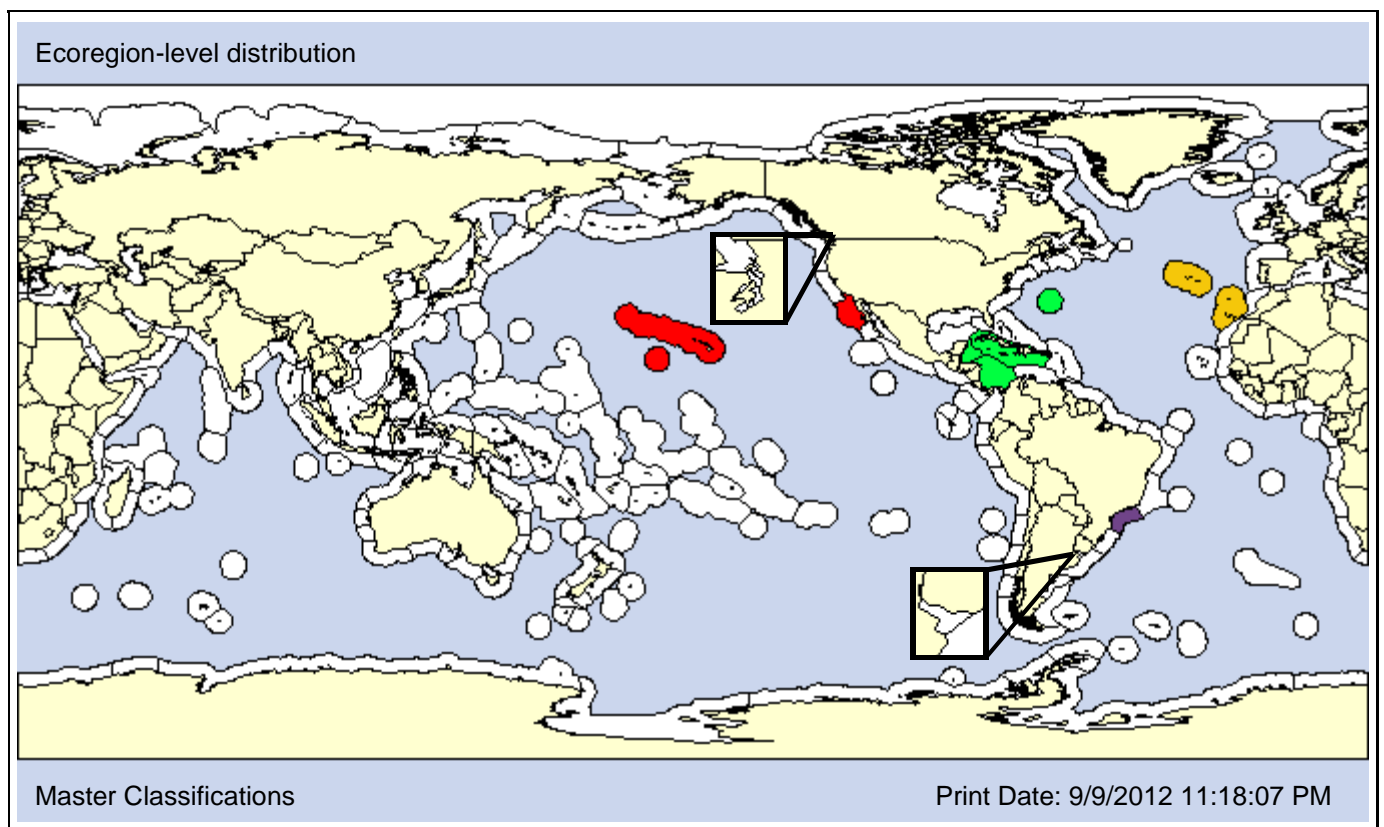 Ecoregion-level distribution
Master Classifications
Print Date: 9/9/2012 11:18:07 PM